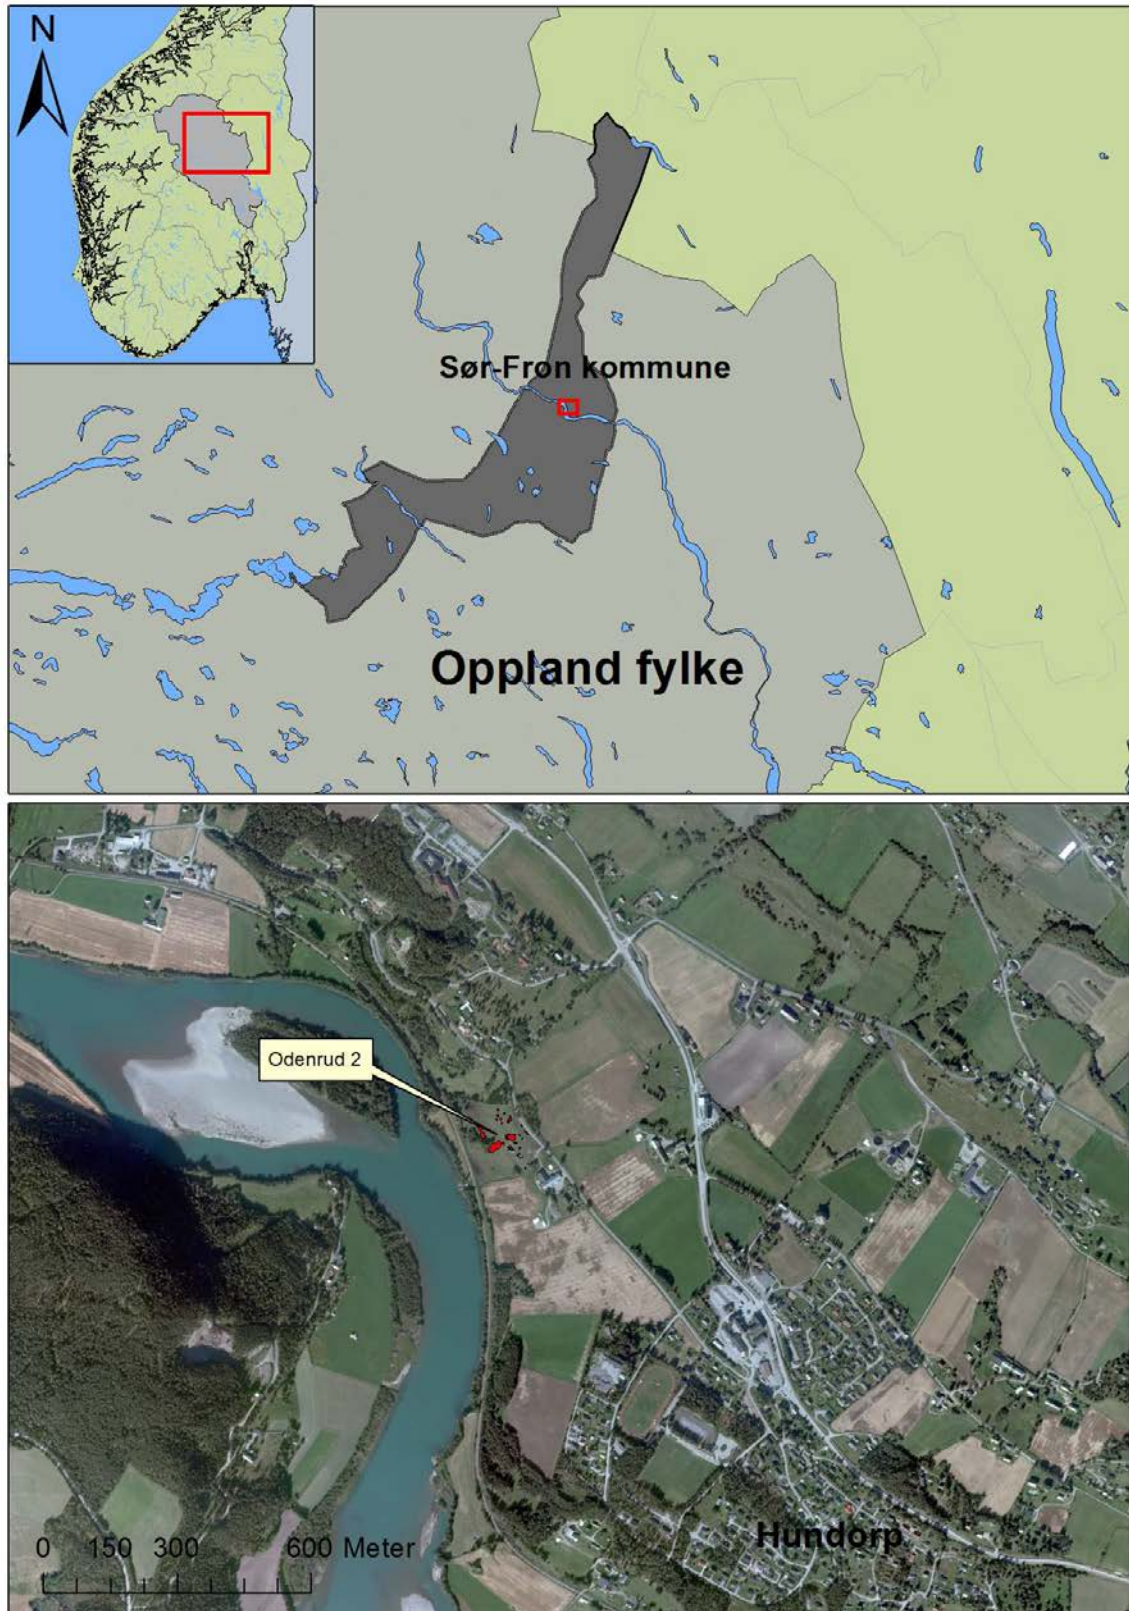 N
Sør-Fron kommune
Oppland fylke
Odenrud 2
Hundorp
0 150 300 600 Meter